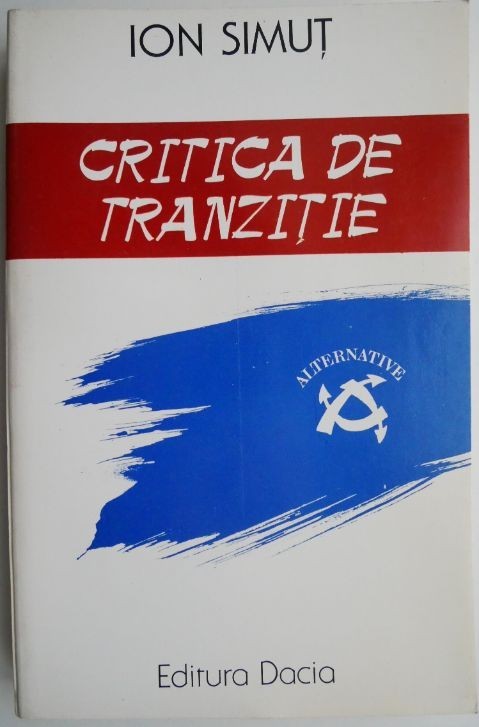 ION SIMUȚ
CRITICA DE
TRANZIȚIE
ALTERNATIVE
Editura Dacia